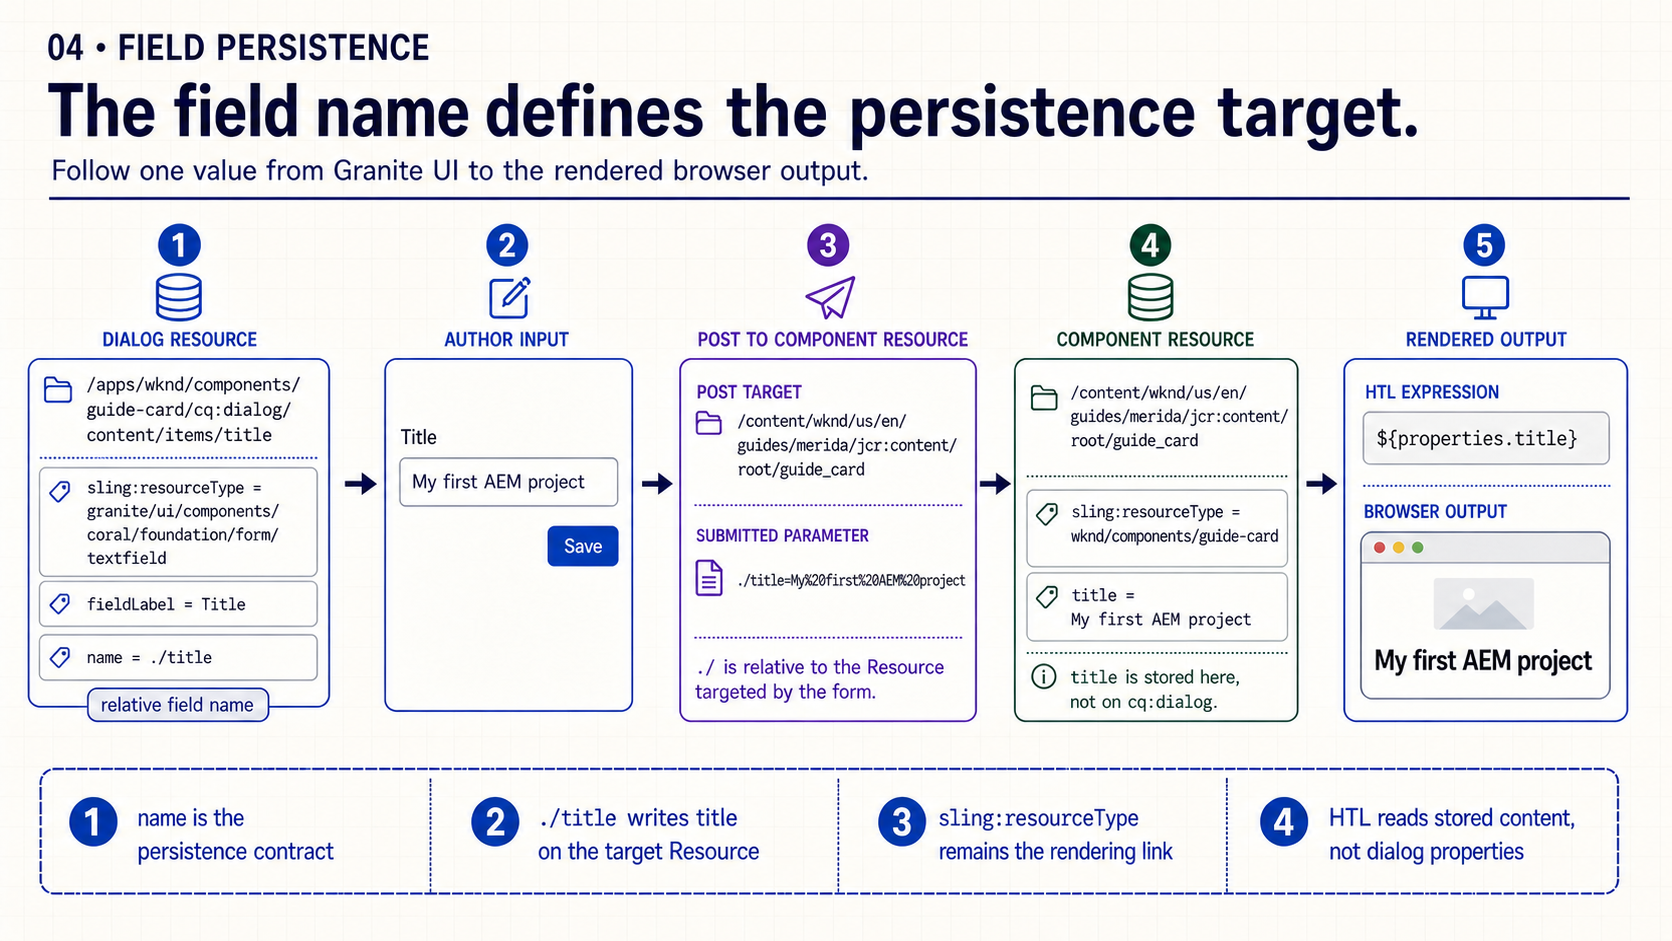 04 • FIELD PERSISTENCE
The field name defines the persistence target.
Follow one value from Granite UI to the rendered browser output.
1
DIALOG RESOURCE
/apps/wknd/components/
guide-card/cq:dialog/
content/items/title
sling:resourceType =
granite/ui/components/
coral/foundation/form/
textfield
fieldLabel = Title
name = ./title
relative field name
2
AUTHOR INPUT
Title
My first AEM project
Save
3
POST TO COMPONENT RESOURCE
POST TARGET
/content/wknd/us/en/
guides/merida/jcr:content/
root/guide_card
SUBMITTED PARAMETER
./title=My%20first%20AEM%20project
./ is relative to the Resource
targeted by the form.
4
COMPONENT RESOURCE
/content/wknd/us/en/
guides/merida/jcr:content/
root/guide_card
sling:resourceType =
wknd/components/guide-card
title =
My first AEM project
title is stored here,
not on cq:dialog.
5
RENDERED OUTPUT
HTL EXPRESSION
${properties.title}
BROWSER OUTPUT
My first AEM project
1
name is the
persistence contract
2
./title writes title
on the target Resource
3
sling:resourceType
remains the rendering link
4
HTL reads stored content,
not dialog properties